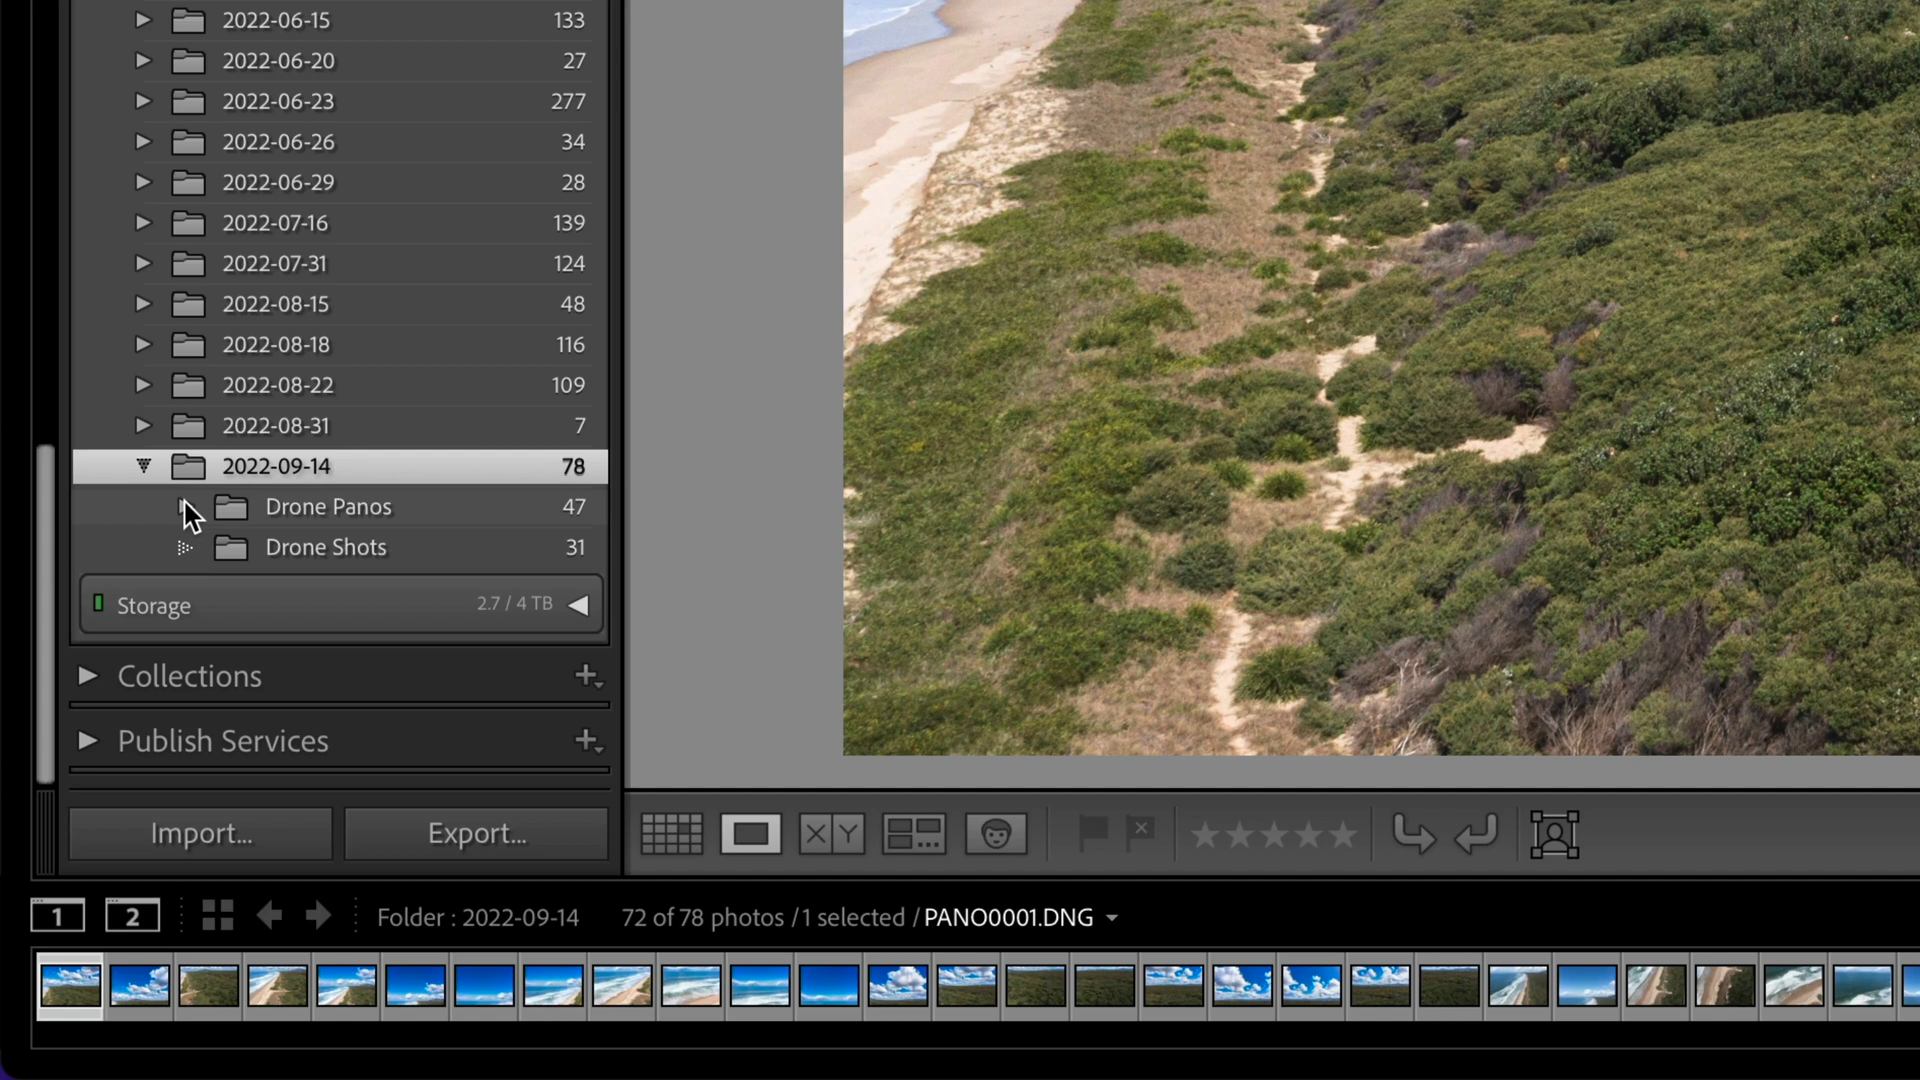 2022-06-15 133
2022-06-20 27
2022-06-23 277
2022-06-26 34
2022-06-29 28
2022-07-16 139
2022-07-31 124
2022-08-15 48
2022-08-18 116
2022-08-22 109
2022-08-31 7
2022-09-14 78
Drone Panos 47
Drone Shots 31
Storage 2.7 / 4 TB
Collections
Publish Services
Import... Export...
X Y
1 2 Folder : 2022-09-14 72 of 78 photos / 1 selected / PANO0001.DNG